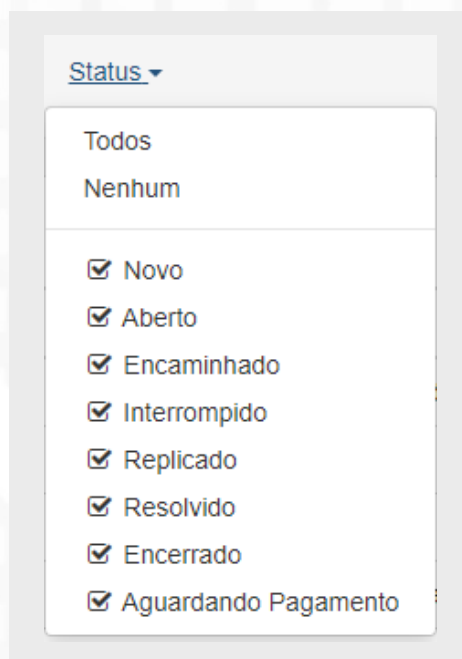 Status
Todos
Nenhum
Novo
Aberto
Encaminhado
Interrompido
Replicado
Resolvido
Encerrado
Aguardando Pagamento